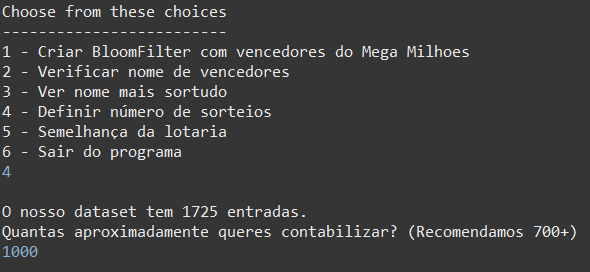 Choose from these choices
-------------------------
1 - Criar BloomFilter com vencedores do Mega Milhoes
2 - Verificar nome de vencedores
3 - Ver nome mais sortudo
4 - Definir número de sorteios
5 - Semelhança da lotaria
6 - Sair do programa
4
O nosso dataset tem 1725 entradas.
Quantas aproximadamente queres contabilizar? (Recomendamos 700+)
1000